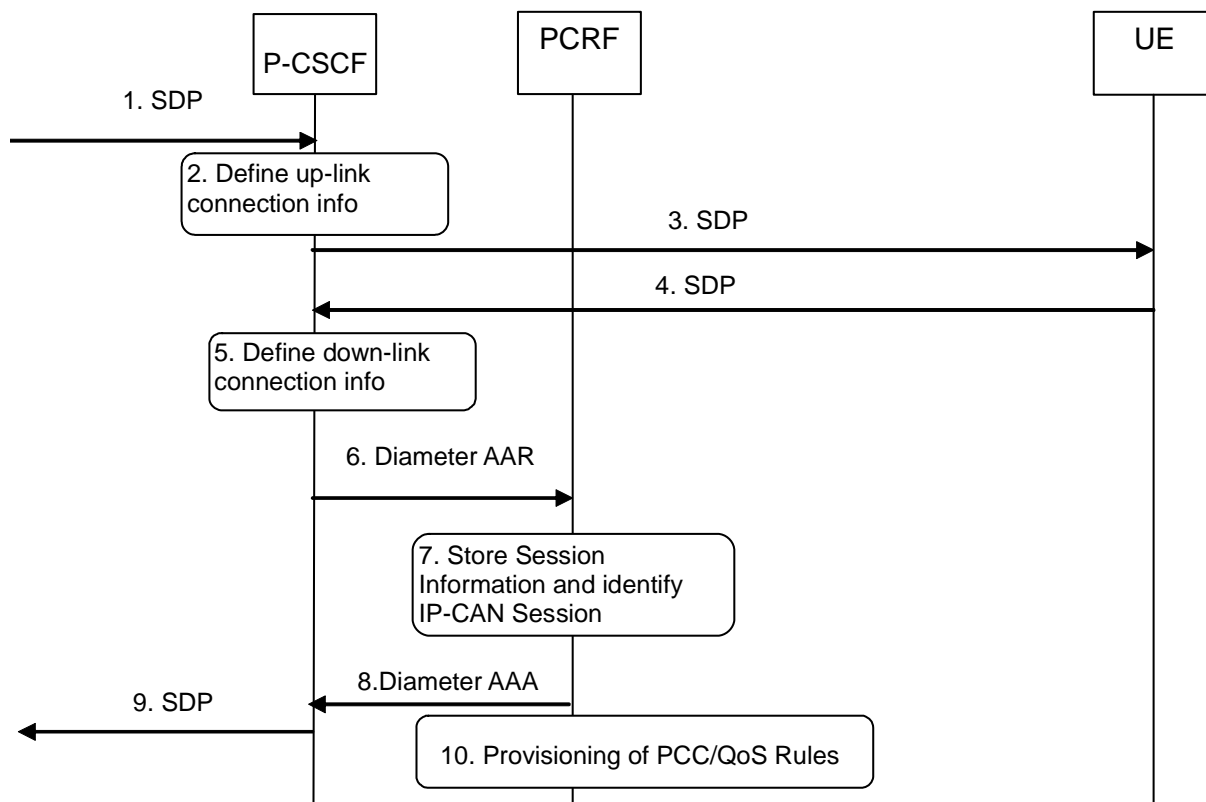 P-CSCF
PCRF
UE
1. SDP
2. Define up-link
connection info
3. SDP
4. SDP
5. Define down-link
connection info
6. Diameter AAR
7. Store Session
Information and identify
IP-CAN Session
8.Diameter AAA
9. SDP
10. Provisioning of PCC/QoS Rules